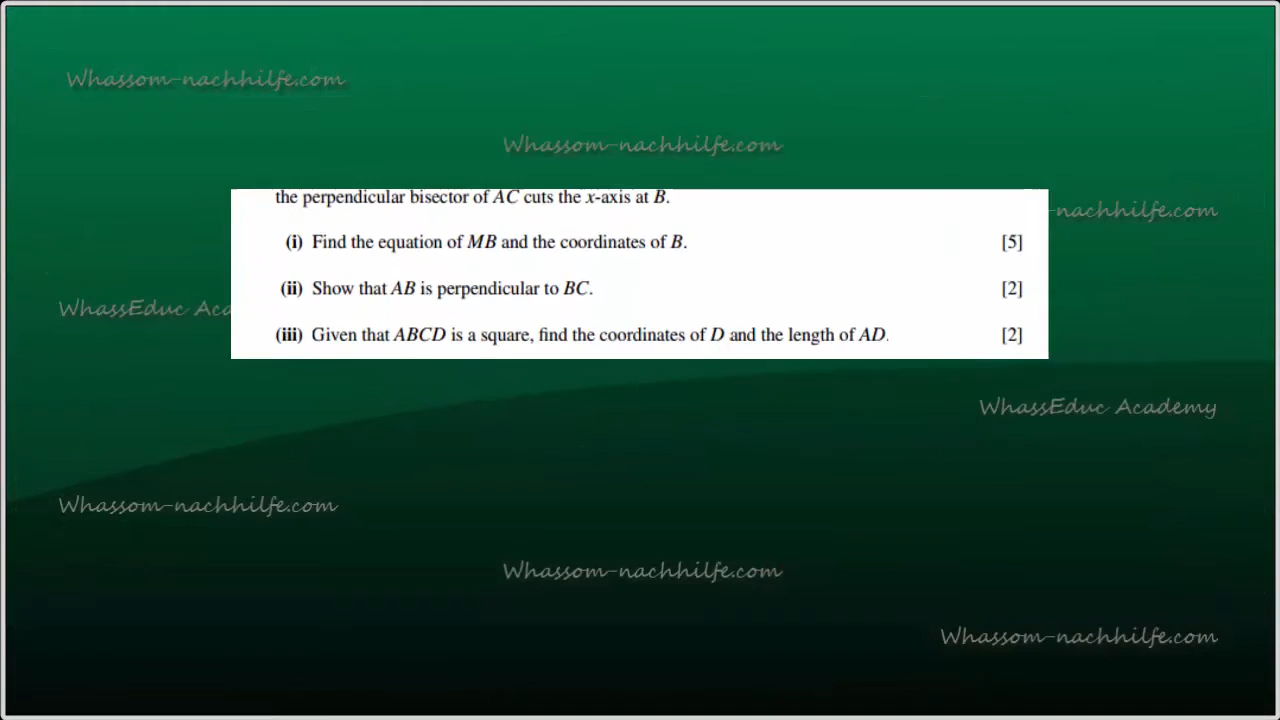 Whassom-nachhilfe.com
Whassom-nachhilfe.com
the perpendicular bisector of AC cuts the x-axis at B.
-nachhilfe.com
(i) Find the equation of MB and the coordinates of B. [5]
(ii) Show that AB is perpendicular to BC. [2]
WhassEduc Aca
(iii) Given that ABCD is a square, find the coordinates of D and the length of AD. [2]
WhassEduc Academy
Whassom-nachhilfe.com
Whassom-nachhilfe.com
Whassom-nachhilfe.com